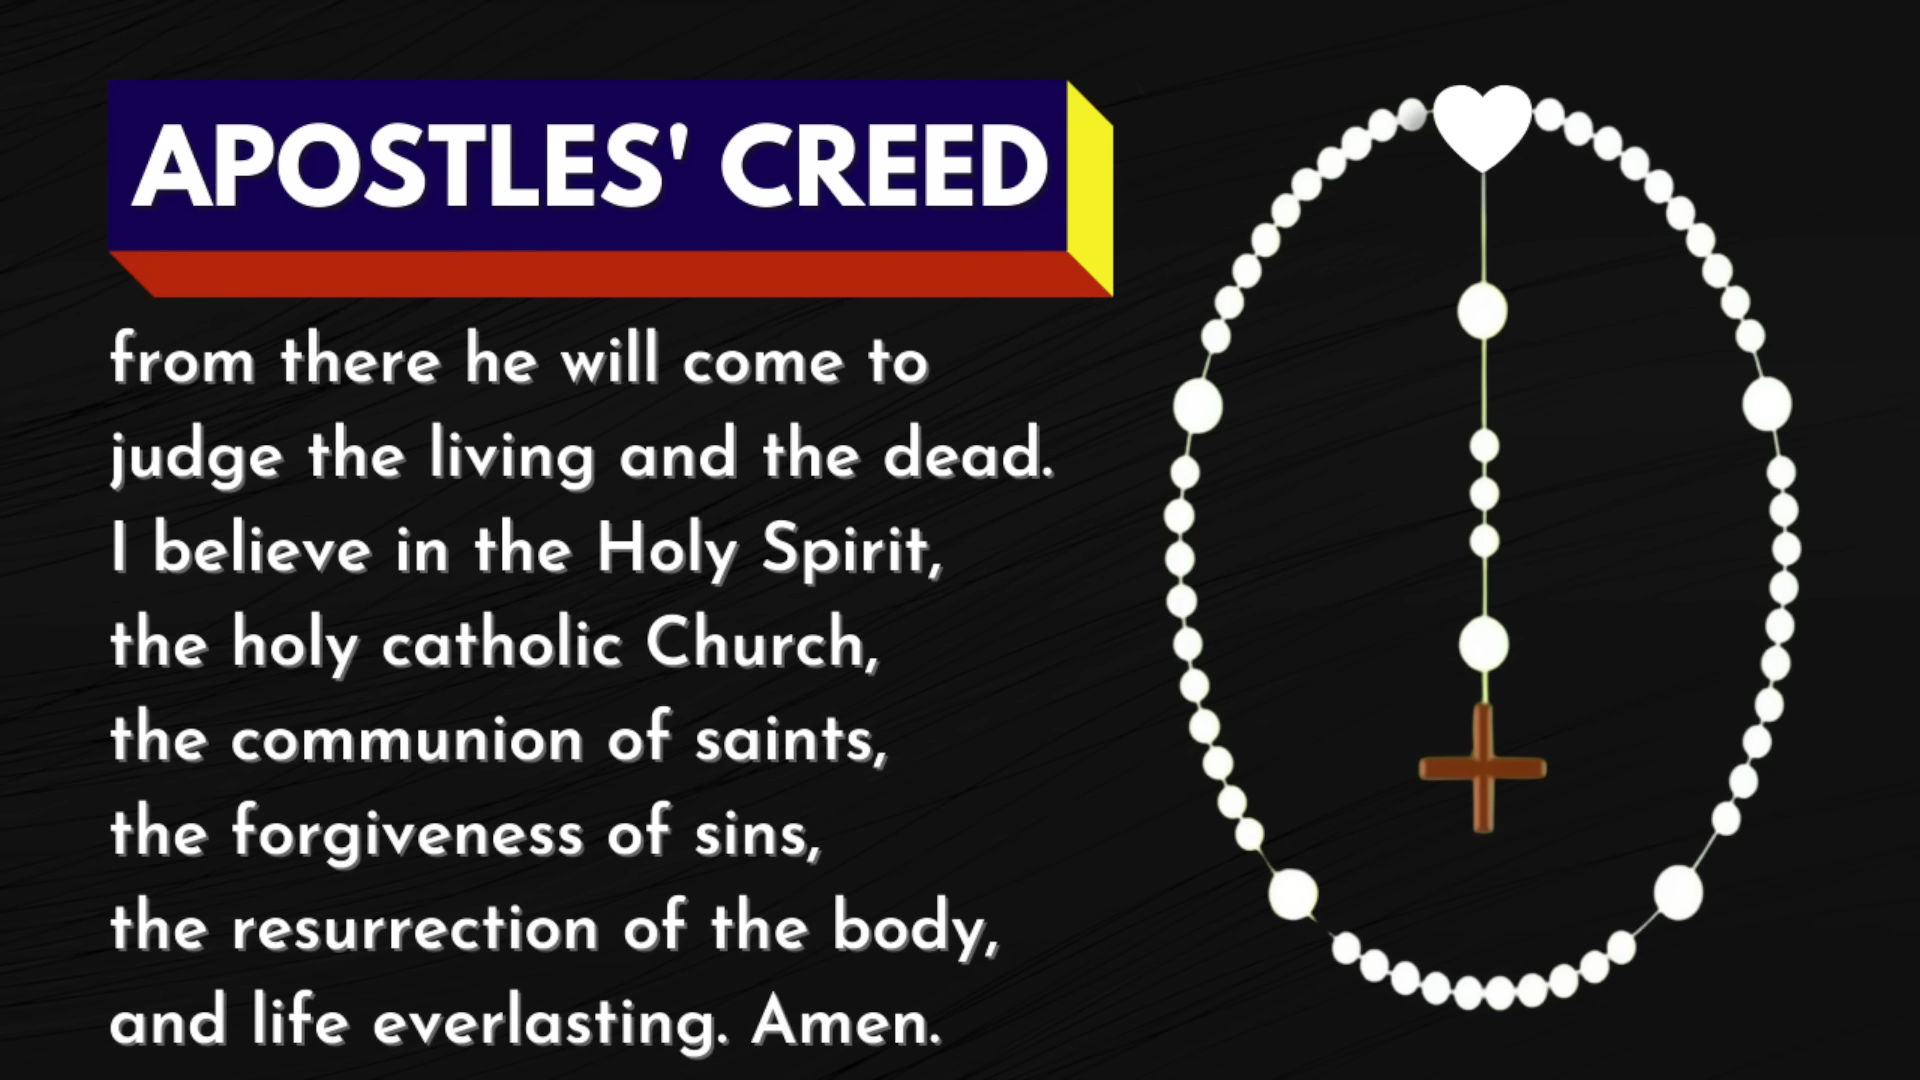 APOSTLES' CREED
from there he will come to
judge the living and the dead.
I believe in the Holy Spirit,
the holy catholic Church,
the communion of saints,
the forgiveness of sins,
the resurrection of the body,
and life everlasting. Amen.